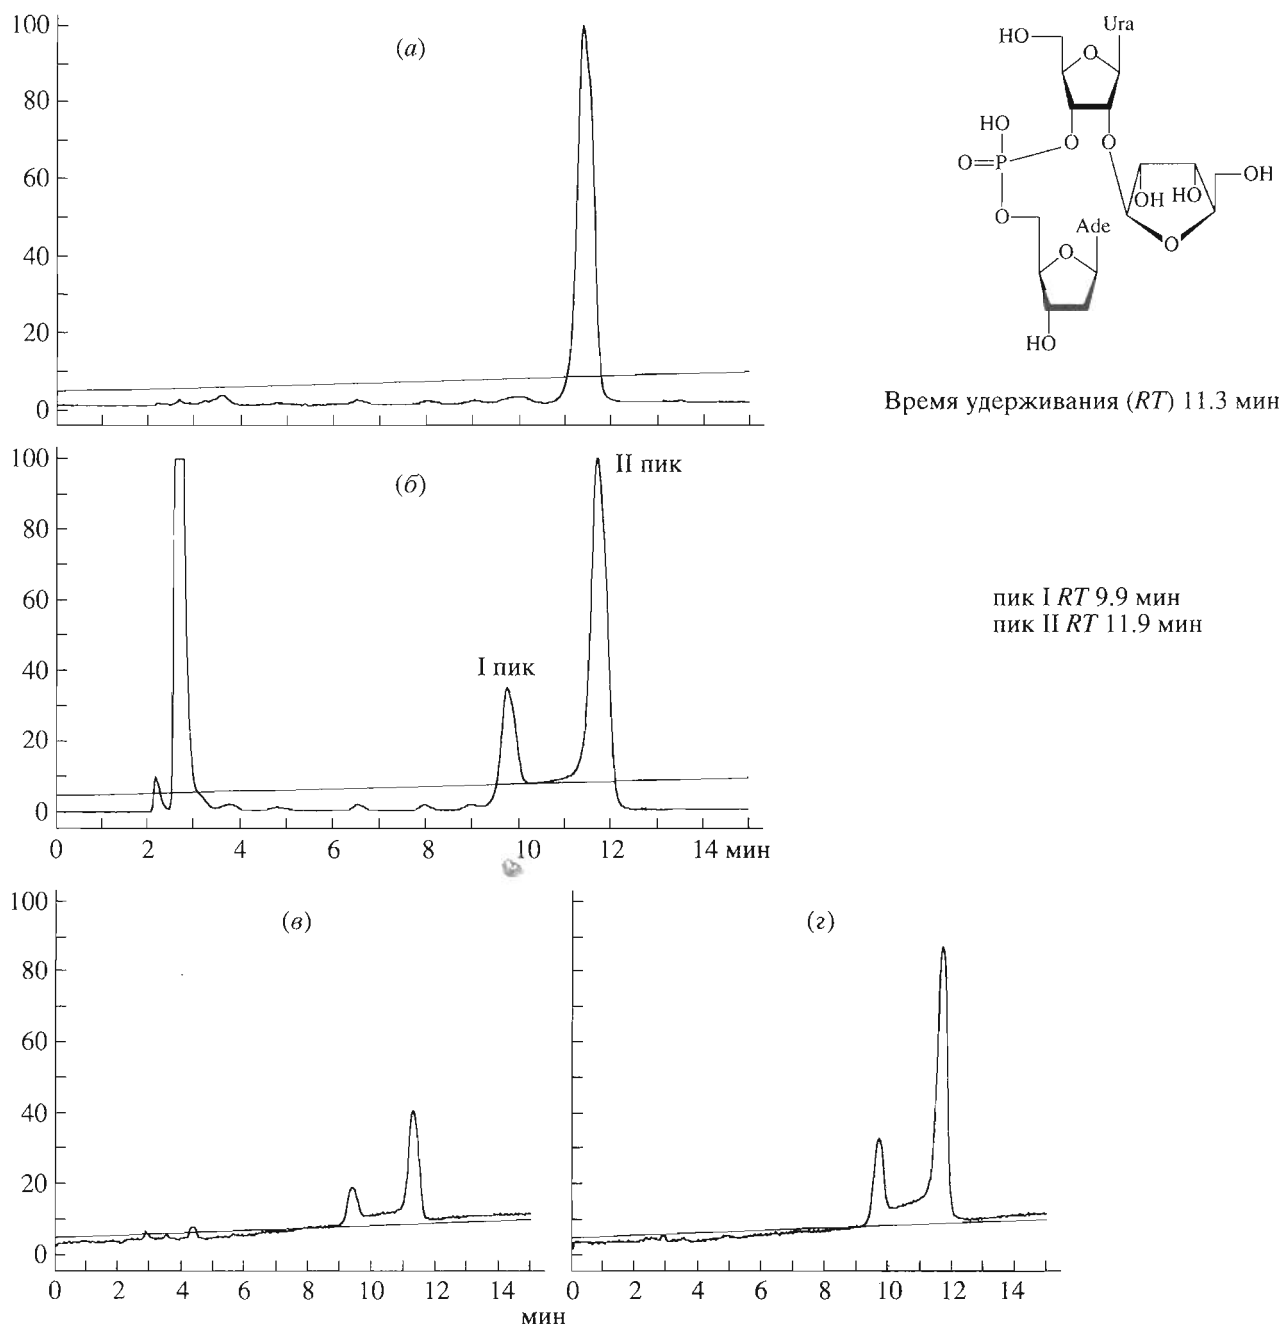 (а)
100
80
60
40
20
0
HO
Ura
O
HO
O=P
O
O
O
Ade
O
HO
OH
HO
OH
O
Время удерживания (RT) 11.3 мин
(б)
100
80
60
40
20
0
I пик
II пик
0 2 4 6 8 10 12 14 мин
пик I RT 9.9 мин
пик II RT 11.9 мин
(в)
100
80
60
40
20
0
0 2 4 6 8 10 12 14
мин
(г)
0 2 4 6 8 10 12 14